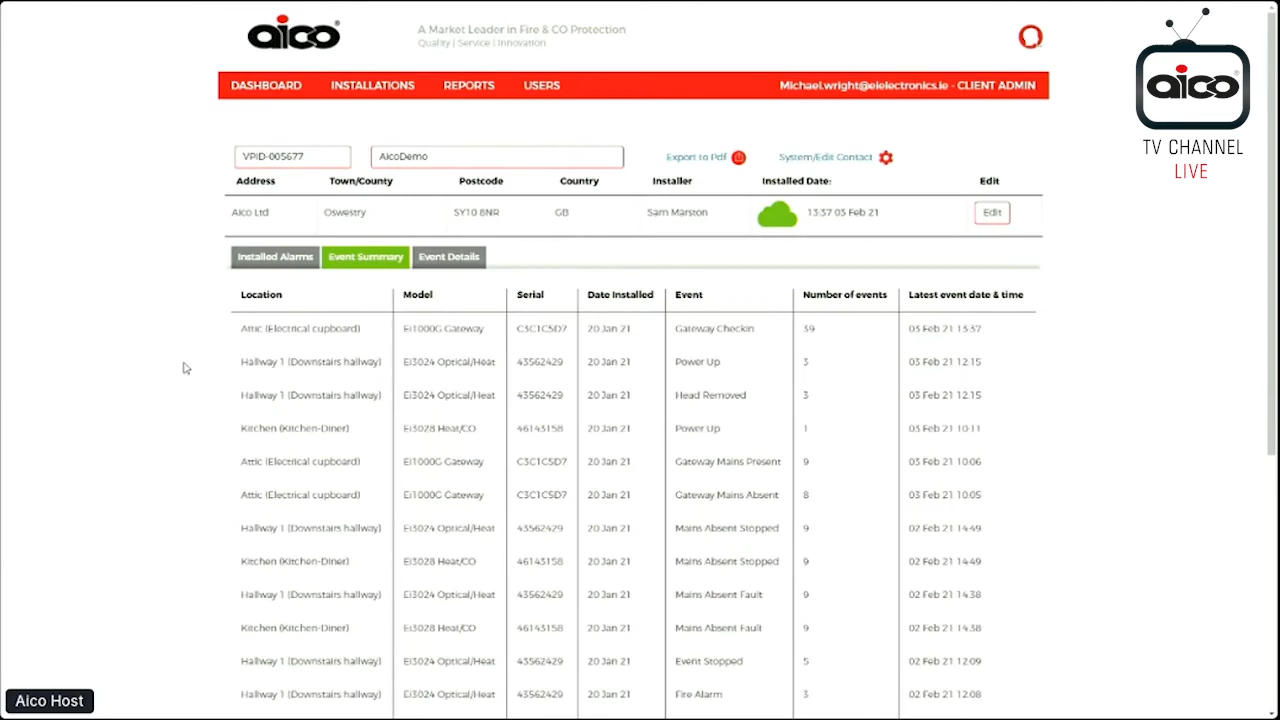 aico
A Market Leader in Fire & CO Protection
Quality | Service | Innovation
DASHBOARD INSTALLATIONS REPORTS USERS Michael.wright@eielectronics.ie - CLIENT ADMIN
aico
TV CHANNEL
LIVE
VPID-005677 AicoDemo Export to Pdf System/Edit Contact
Address Town/County Postcode Country Installer Installed Date: Edit
Aico Ltd Oswestry SY10 8NR GB Sam Marston 13:37 03 Feb 21 Edit
Installed Alarms Event Summary Event Details
Location Model Serial Date Installed Event Number of events Latest event date & time
Attic (Electrical cupboard) Ei1000G Gateway C3C1C5D7 20 Jan 21 Gateway Checkin 39 03 Feb 21 13:37
Hallway 1 (Downstairs hallway) Ei3024 Optical/Heat 43562429 20 Jan 21 Power Up 3 03 Feb 21 12:15
Hallway 1 (Downstairs hallway) Ei3024 Optical/Heat 43562429 20 Jan 21 Head Removed 3 03 Feb 21 12:15
Kitchen (Kitchen-Diner) Ei3028 Heat/CO 46143158 20 Jan 21 Power Up 1 03 Feb 21 10:11
Attic (Electrical cupboard) Ei1000G Gateway C3C1C5D7 20 Jan 21 Gateway Mains Present 9 03 Feb 21 10:06
Attic (Electrical cupboard) Ei1000G Gateway C3C1C5D7 20 Jan 21 Gateway Mains Absent 8 03 Feb 21 10:05
Hallway 1 (Downstairs hallway) Ei3024 Optical/Heat 43562429 20 Jan 21 Mains Absent Stopped 9 02 Feb 21 14:49
Kitchen (Kitchen-Diner) Ei3028 Heat/CO 46143158 20 Jan 21 Mains Absent Stopped 9 02 Feb 21 14:49
Hallway 1 (Downstairs hallway) Ei3024 Optical/Heat 43562429 20 Jan 21 Mains Absent Fault 9 02 Feb 21 14:38
Kitchen (Kitchen-Diner) Ei3028 Heat/CO 46143158 20 Jan 21 Mains Absent Fault 9 02 Feb 21 14:38
Hallway 1 (Downstairs hallway) Ei3024 Optical/Heat 43562429 20 Jan 21 Event Stopped 5 02 Feb 21 12:09
Hallway 1 (Downstairs hallway) Ei3024 Optical/Heat 43562429 20 Jan 21 Fire Alarm 3 02 Feb 21 12:08
Aico Host